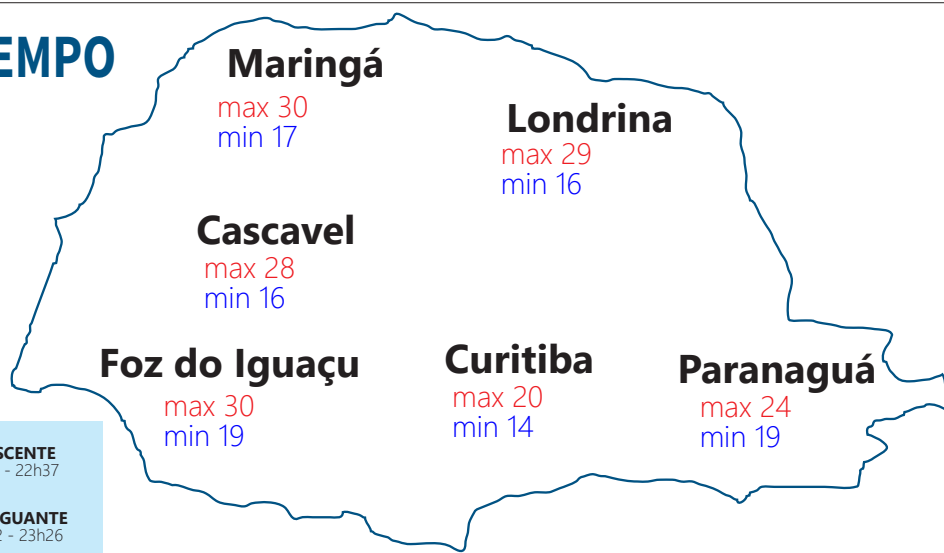 EMPO
Maringá
max 30
min 17
Londrina
max 29
min 16
Cascavel
max 28
min 16
Foz do Iguaçu
max 30
min 19
Curitiba
max 20
min 14
Paranaguá
max 24
min 19
SCENTE
- 22h37
GUANTE
2 - 23h26